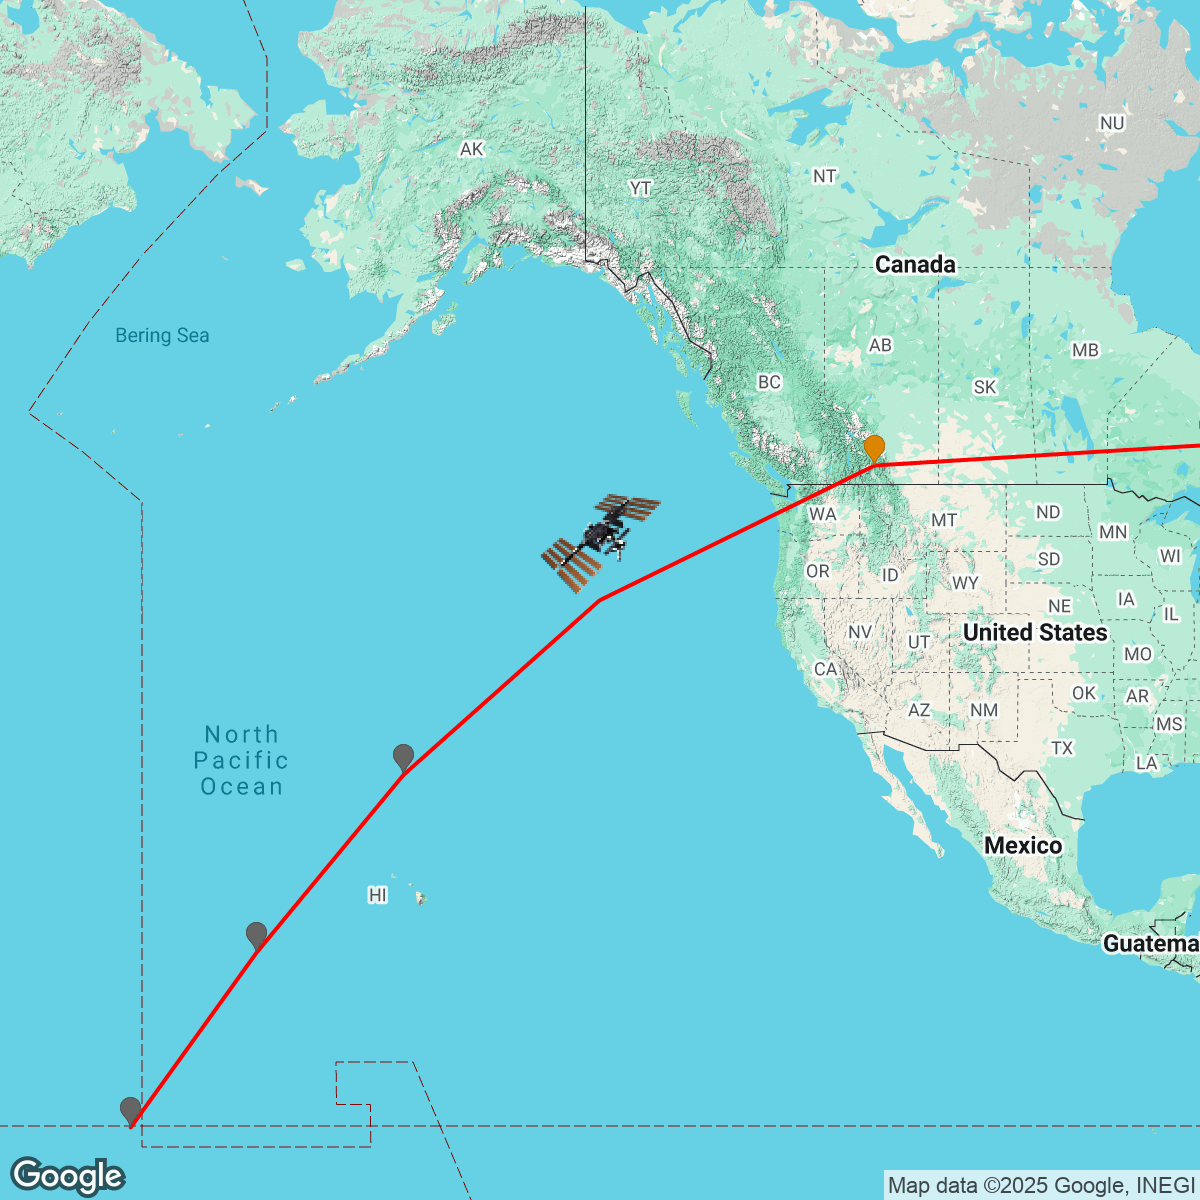 NU
AK
NT
YT
Canada
Bering Sea
AB
MB
BC
SK
WA
MT
ND
MN
OR
ID
SD
WI
WY
NE
IA
IL
NV
UT
United States
MO
CA
OK
AR
AZ
NM
MS
North
Pacific
Ocean
TX
LA
Mexico
HI
Guatema
Google
Map data ©2025 Google, INEGI